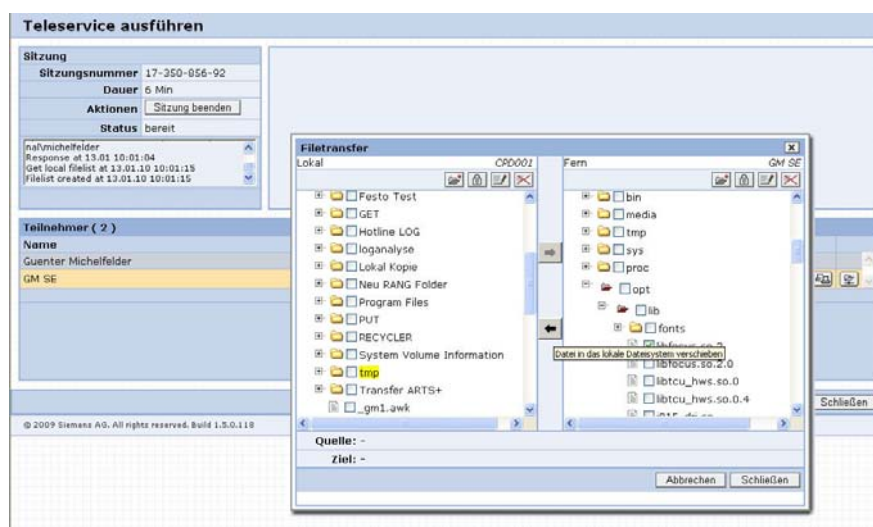 Teleservice ausführen
Sitzung
Sitzungsnummer 17-350-856-92
Dauer 6 Min
Aktionen Sitzung beenden
Status bereit
nal\michelfelder
Response at 13.01 10:01:04
Get local filelist at 13.01.10 10:01:15
Filelist created at 13.01.10 10:01:15
Teilnehmer ( 2 )
Name
Guenter Michelfelder
GM SE
Schließen
© 2009 Siemens AG. All rights reserved. Build 1.5.0.118
Filetransfer
Lokal CPD001
Festo Test
GET
Hotline LOG
loganalyse
Lokal Kopie
Neu RANG Folder
Program Files
PUT
RECYCLER
System Volume Information
tmp
Transfer ARTS+
_gm1.awk
Fern GM SE
bin
media
tmp
sys
proc
opt
lib
fonts
Datei in das lokale Dateisystem verschieben
libfocus.so.2.0
libtcu_hws.so.0
libtcu_hws.so.0.4
Quelle: -
Ziel: -
Abbrechen Schließen